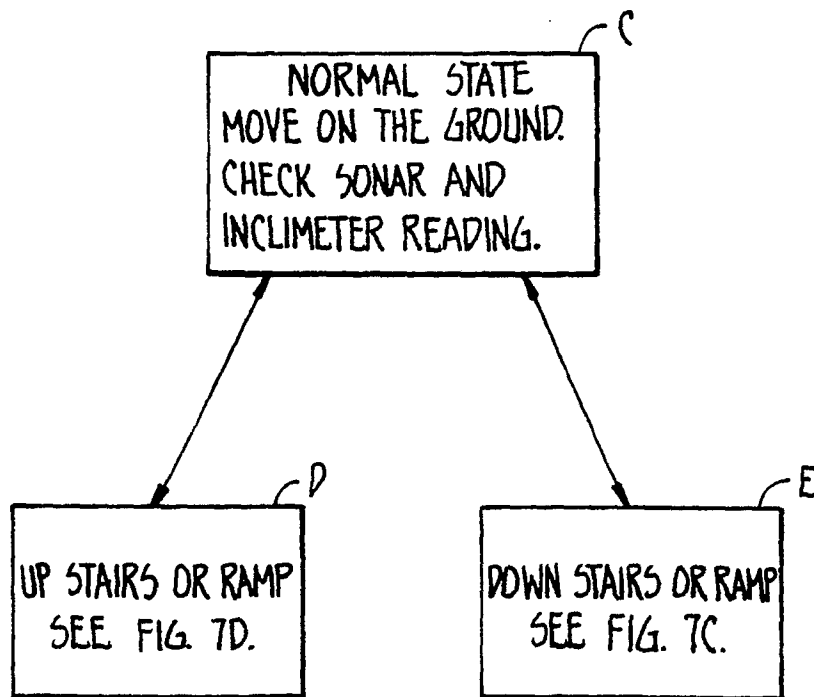 C
NORMAL STATE
MOVE ON THE GROUND.
CHECK SONAR AND
INCLIMETER READING.
D
UP STAIRS OR RAMP
SEE FIG. 7D.
E
DOWN STAIRS OR RAMP
SEE FIG. 7C.